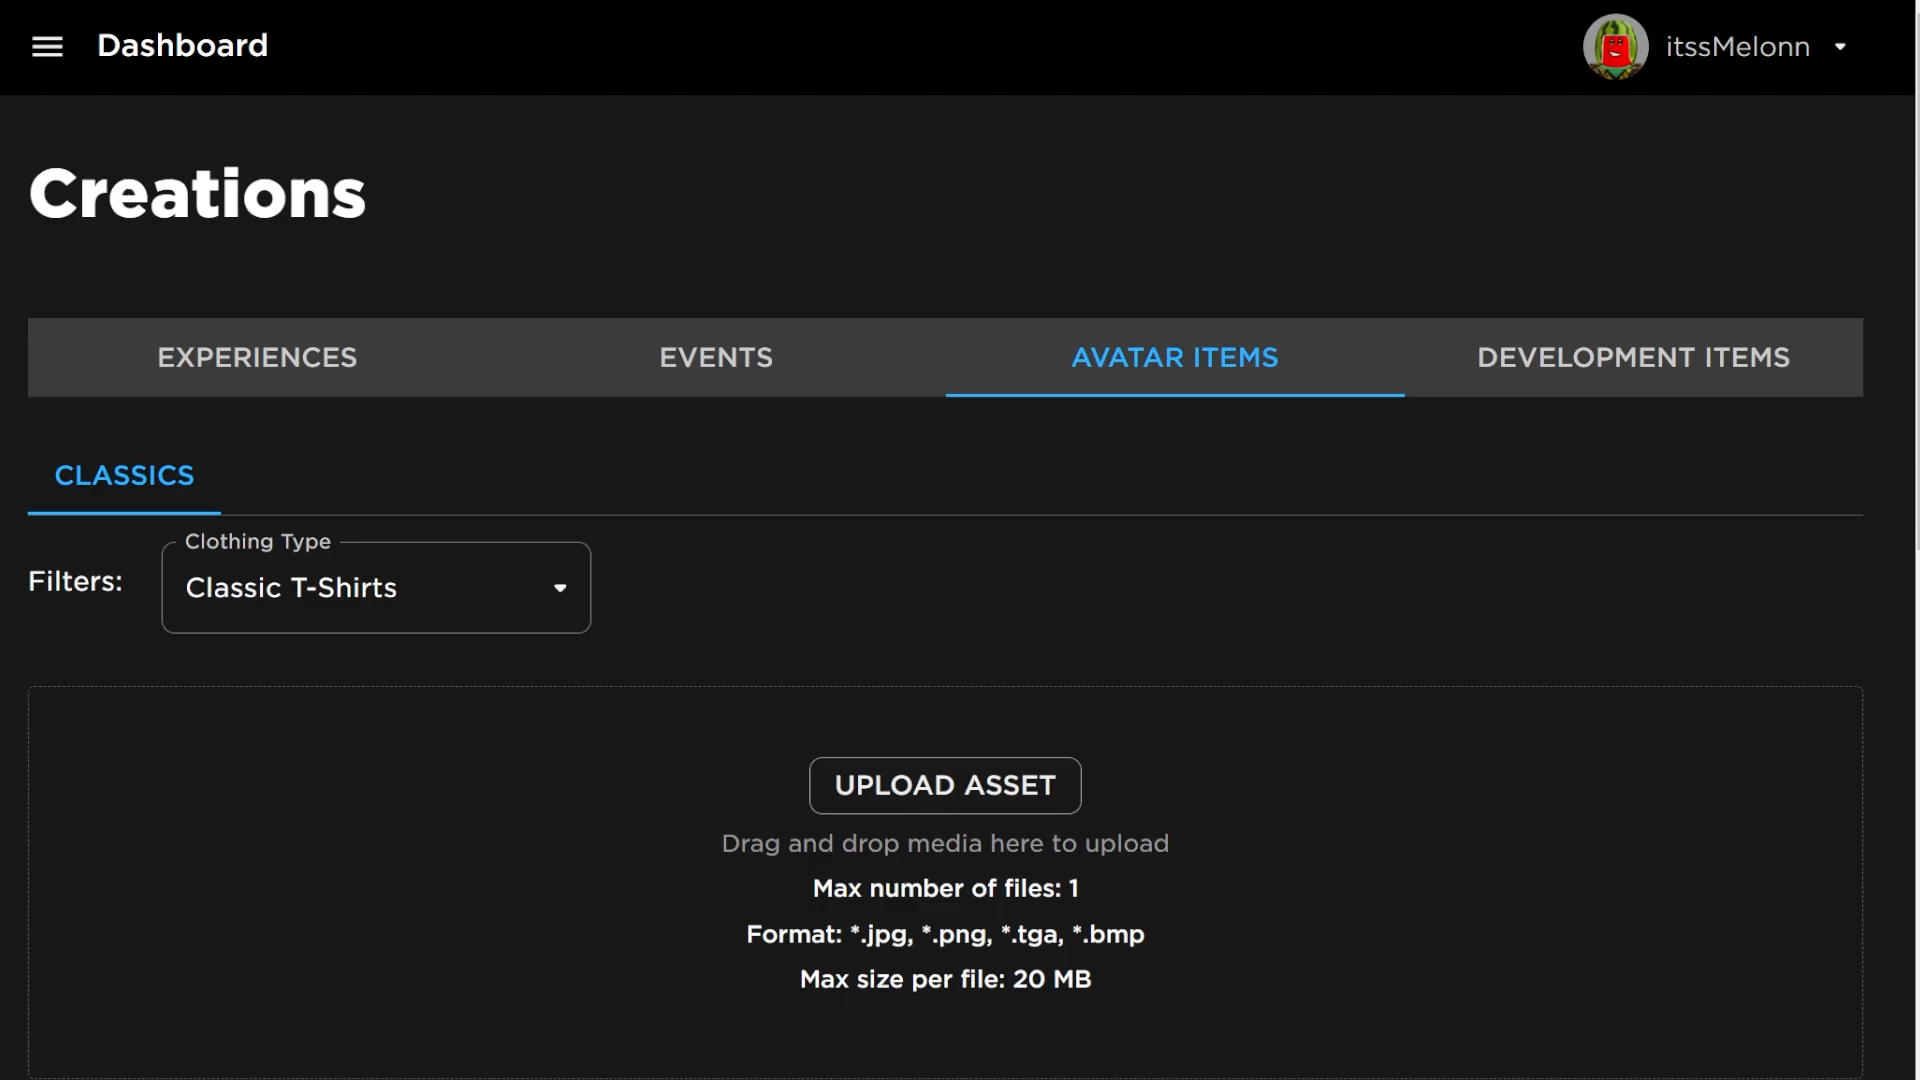 Dashboard
itssMelonn
Creations
EXPERIENCES
EVENTS
AVATAR ITEMS
DEVELOPMENT ITEMS
CLASSICS
Filters:
Clothing Type
Classic T-Shirts
UPLOAD ASSET
Drag and drop media here to upload
Max number of files: 1
Format: *.jpg, *.png, *.tga, *.bmp
Max size per file: 20 MB